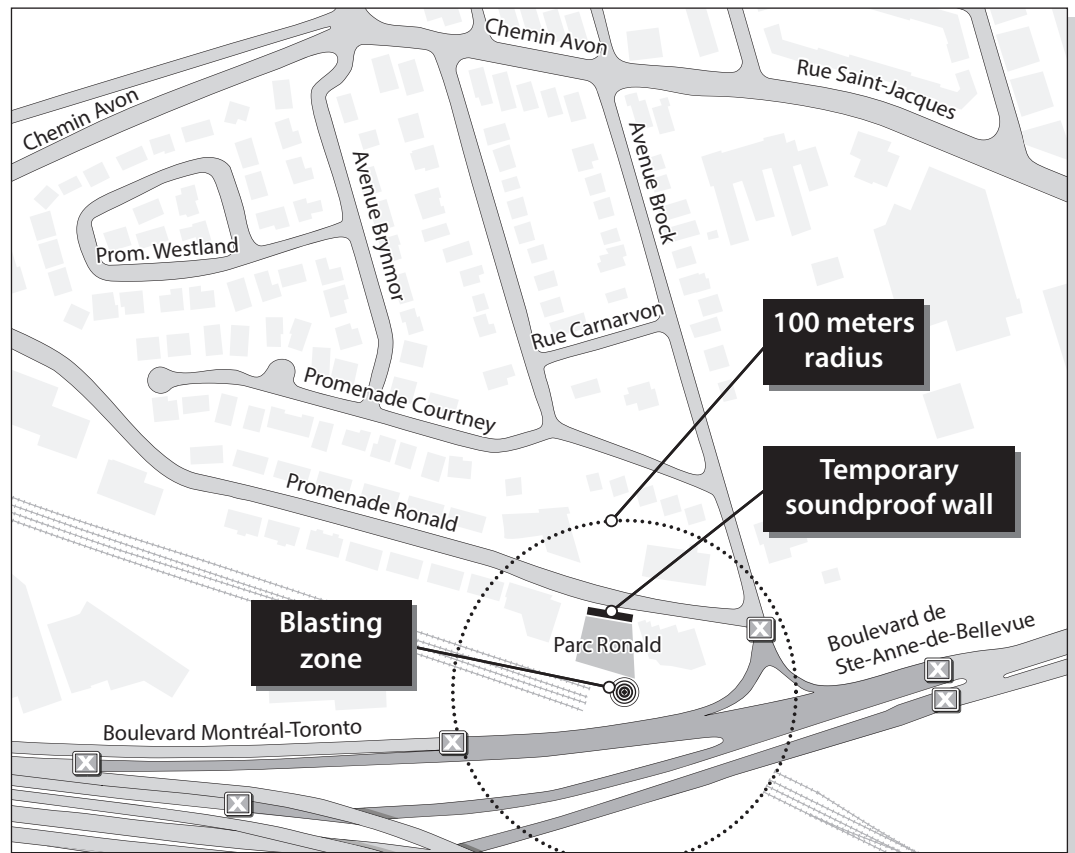 Chemin Avon
Rue Saint-Jacques
Chemin Avon
Avenue Brynmor
Avenue Brock
Prom. Westland
Rue Carnarvon
100 meters
radius
Promenade Courtney
Temporary
soundproof wall
Promenade Ronald
Blasting
zone
Parc Ronald
Boulevard de
Ste-Anne-de-Bellevue
X
X
X
Boulevard Montréal-Toronto
X
X
X